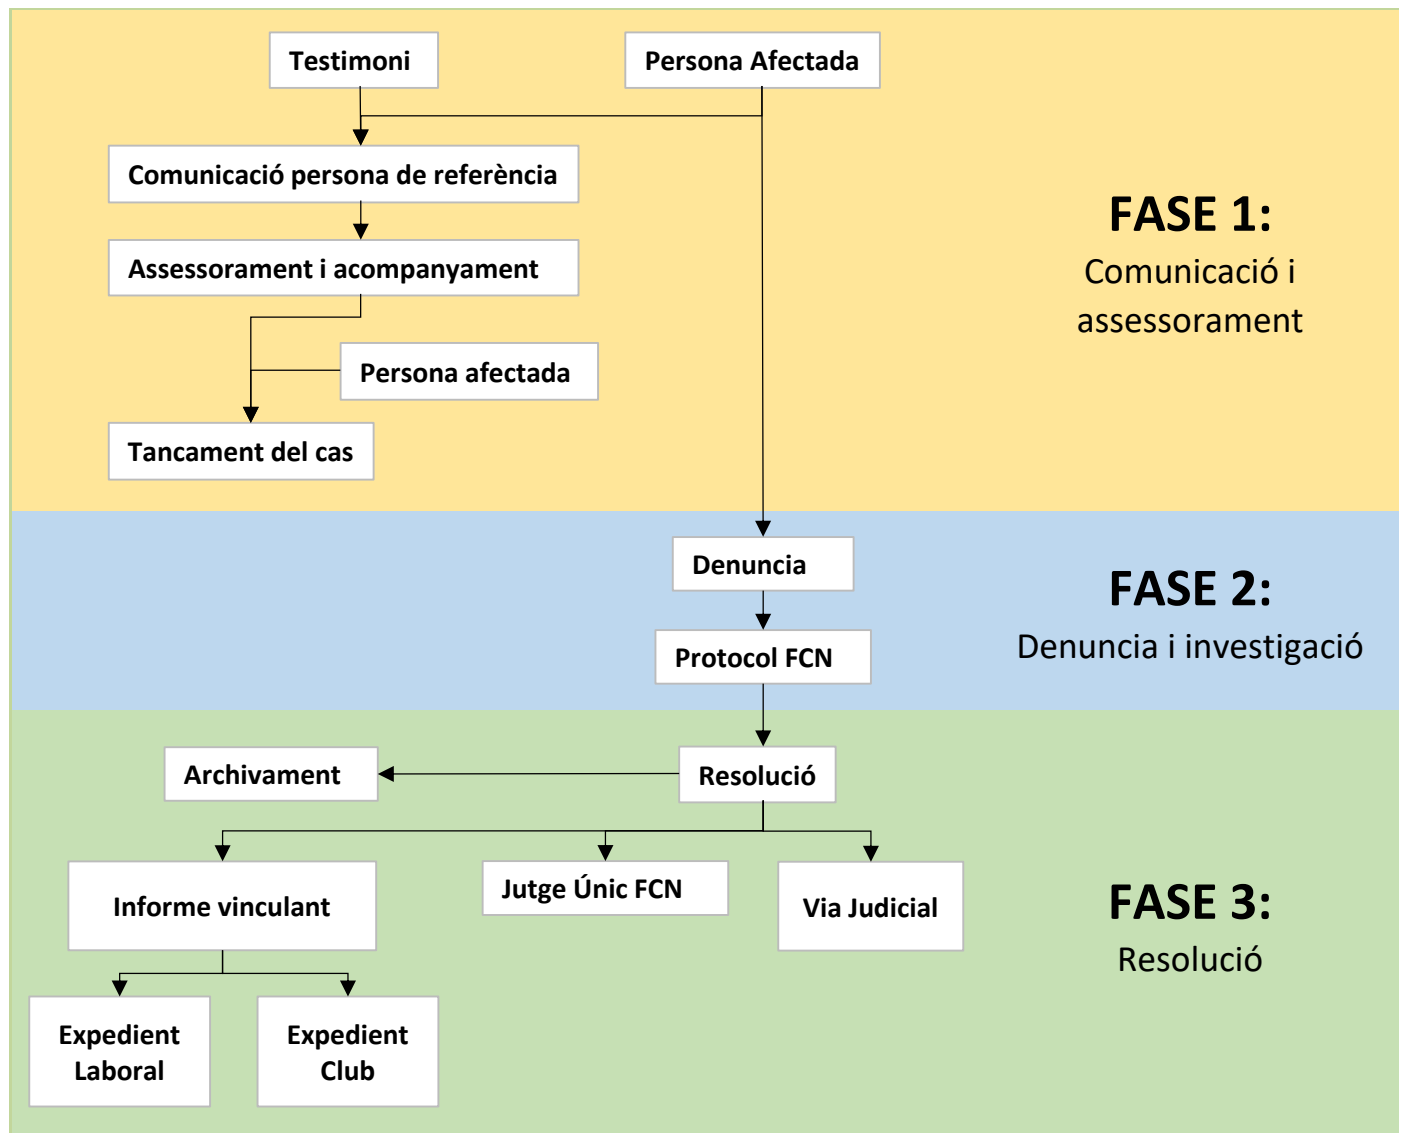 Testimoni
Persona Afectada
Comunicació persona de referència
Assessorament i acompanyament
Persona afectada
Tancament del cas
FASE 1:
Comunicació i
assessorament
Denuncia
Protocol FCN
FASE 2:
Denuncia i investigació
Archivament
Resolució
Informe vinculant
Jutge Únic FCN
Via Judicial
Expedient
Laboral
Expedient
Club
FASE 3:
Resolució